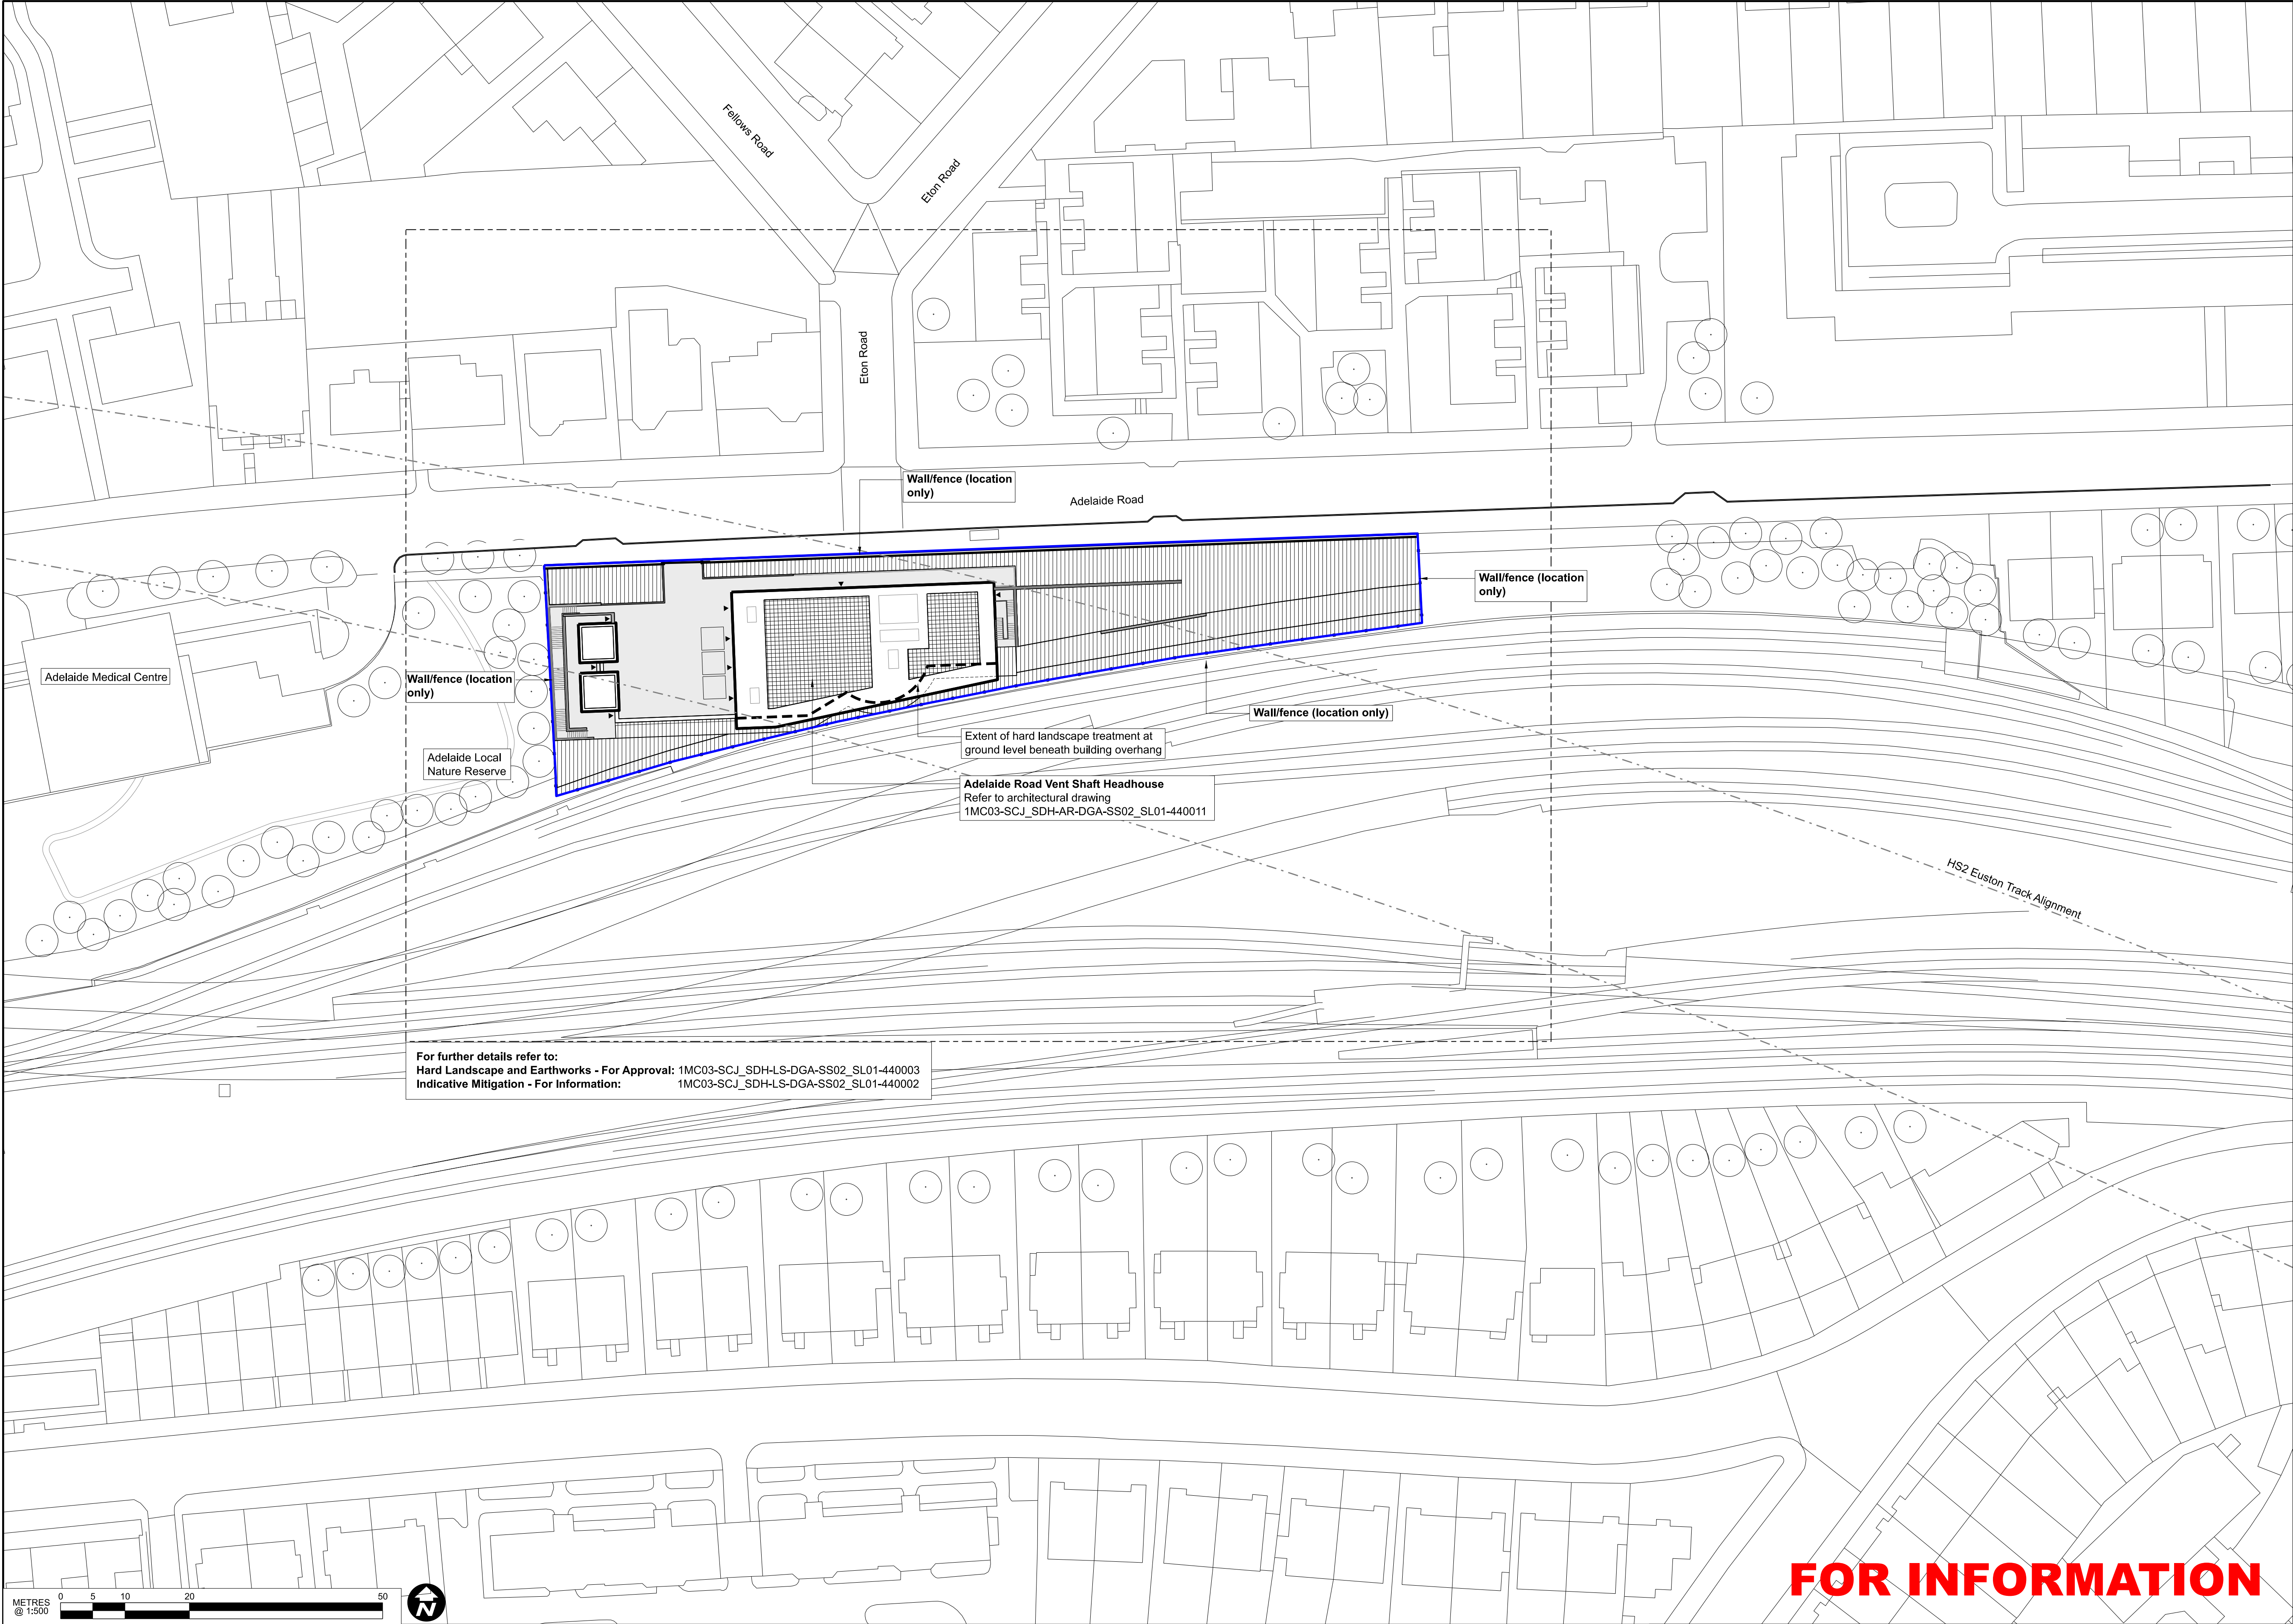 Fellows Road
Eton Road
Eton Road
Wall/fence (location
only)
Adelaide Road
Wall/fence (location
only)
Adelaide Medical Centre
Wall/fence (location
only)
Wall/fence (location only)
Extent of hard landscape treatment at
ground level beneath building overhang
Adelaide Local
Nature Reserve
Adelaide Road Vent Shaft Headhouse
Refer to architectural drawing
1MC03-SCJ_SDH-AR-DGA-SS02_SL01-440011
HS2 Euston Track Alignment
For further details refer to:
Hard Landscape and Earthworks - For Approval: 1MC03-SCJ_SDH-LS-DGA-SS02_SL01-440003
Indicative Mitigation - For Information: 1MC03-SCJ_SDH-LS-DGA-SS02_SL01-440002
METRES
@ 1:500
0 5 10 20 50
N
FOR INFORMATION